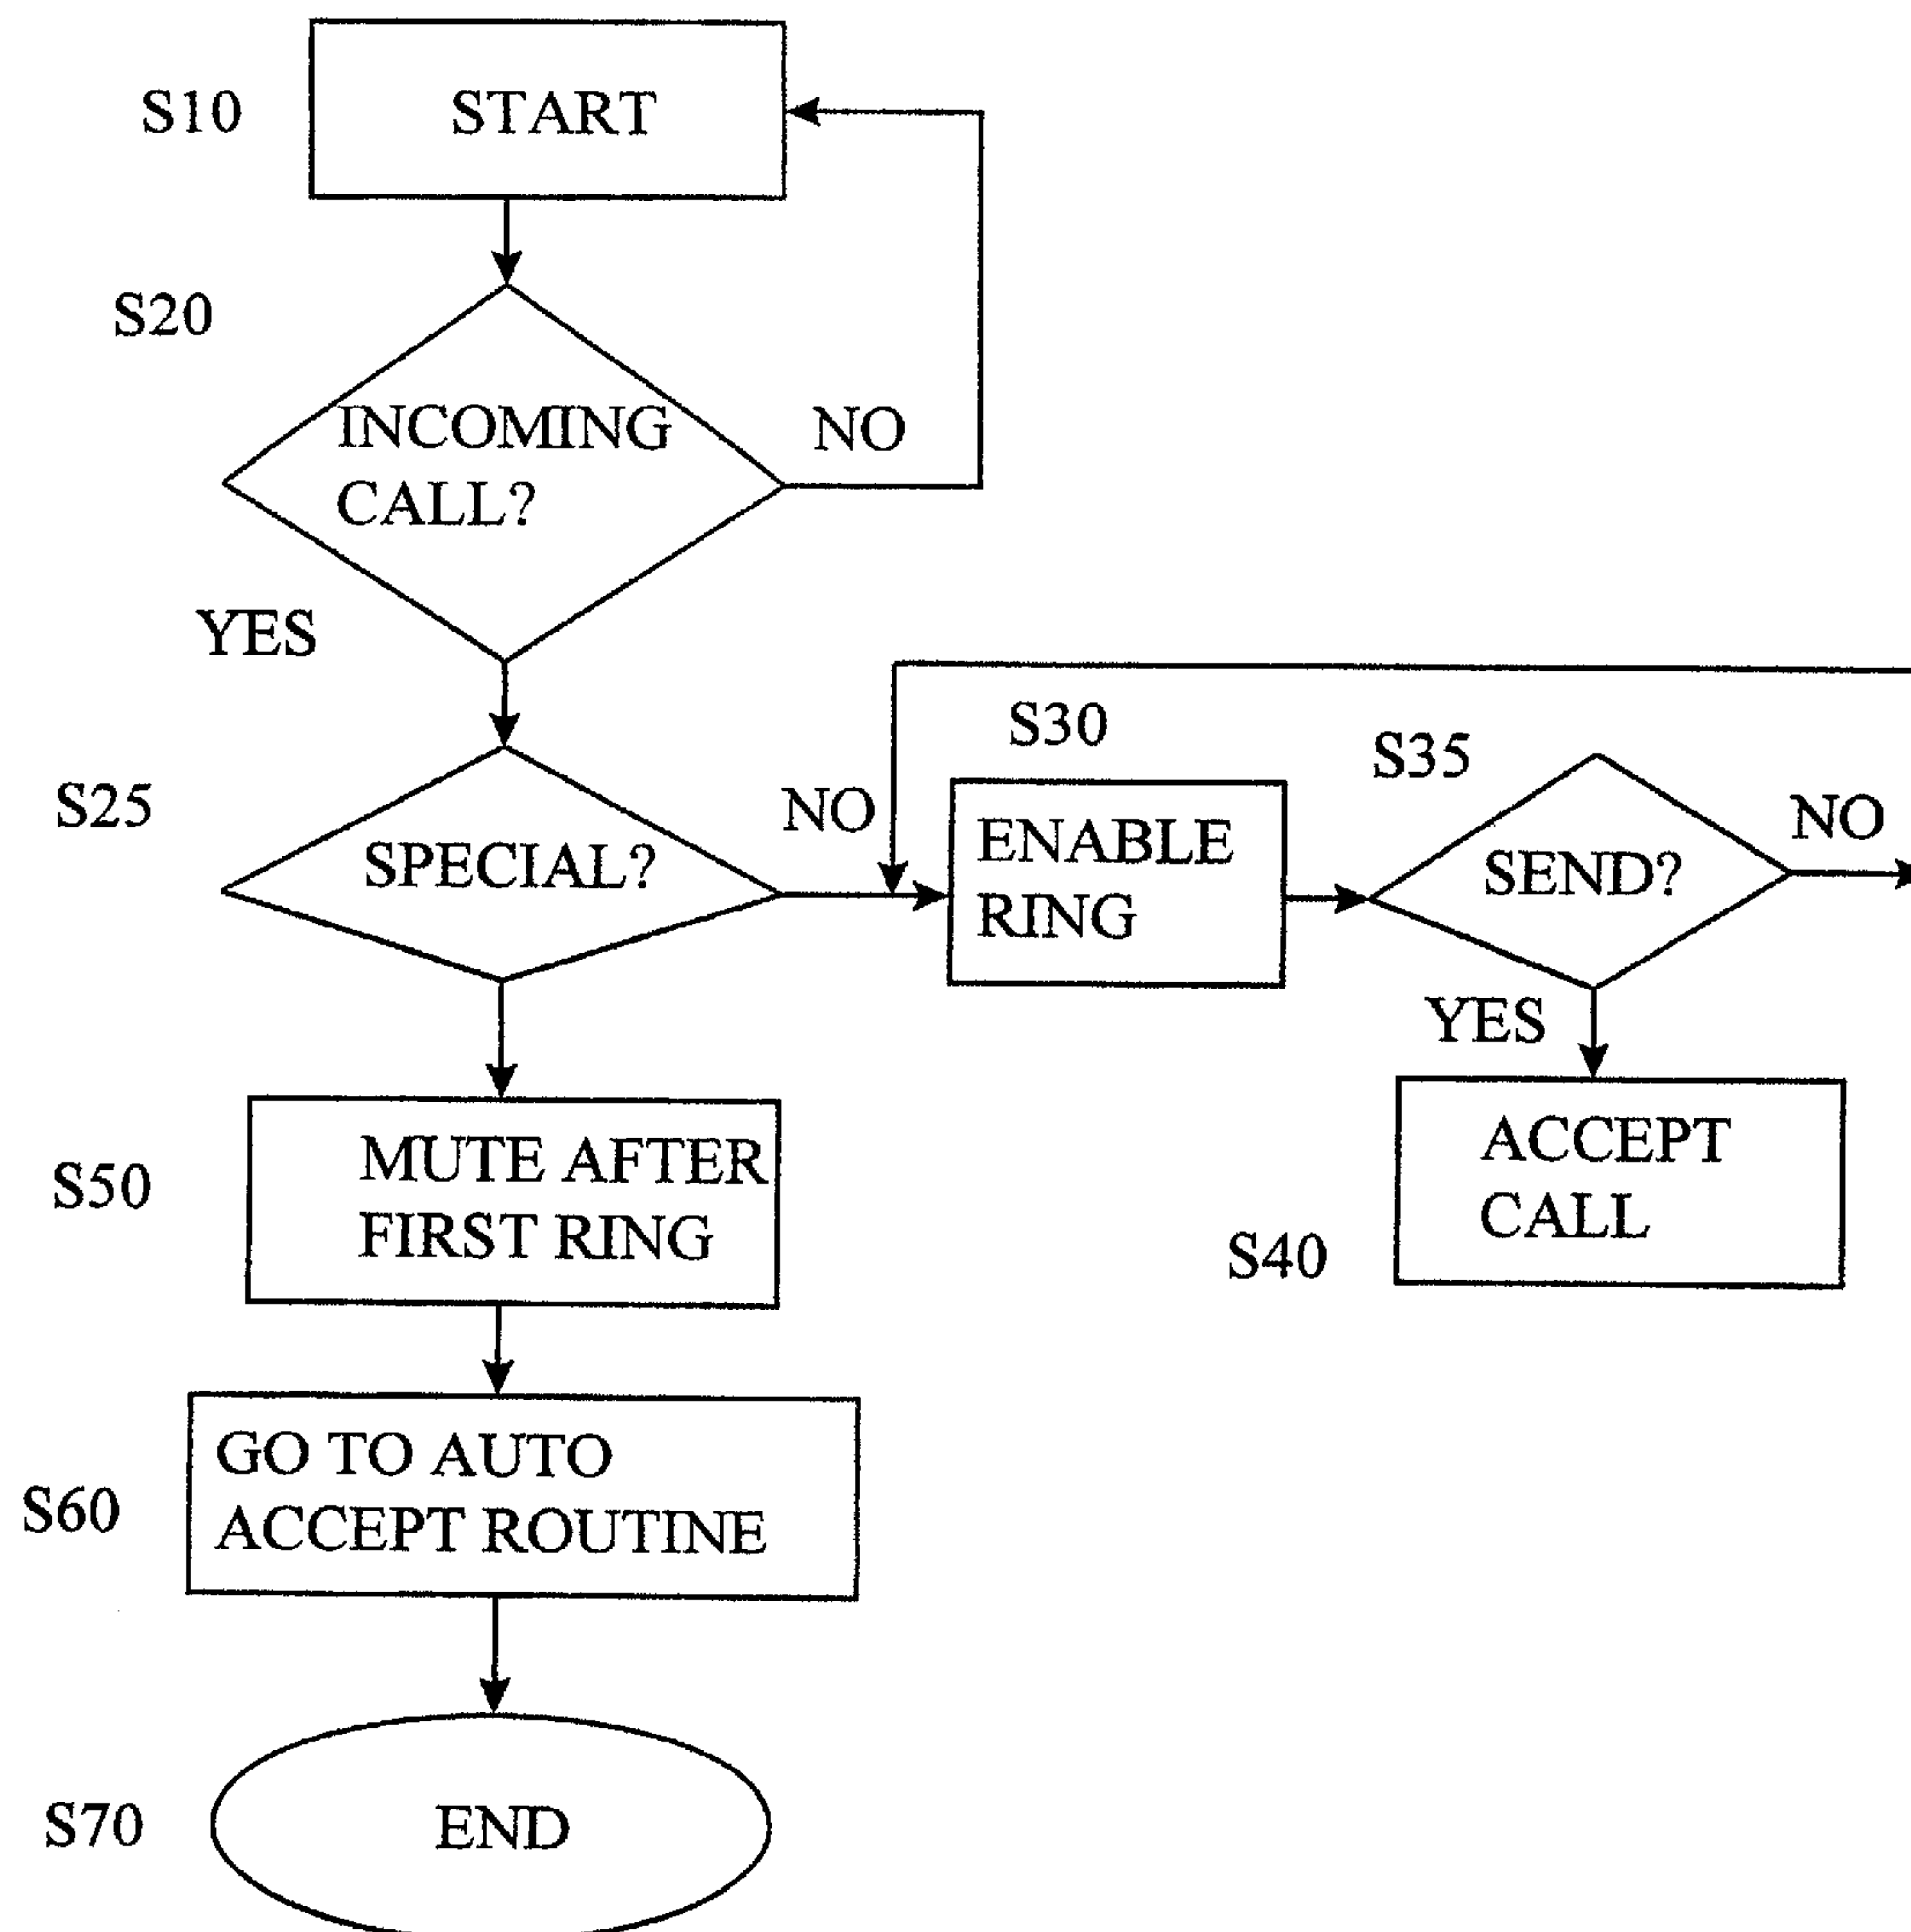 S10
START
S20
INCOMING
CALL?
NO
YES
S25
SPECIAL?
NO
S30
ENABLE
RING
S35
SEND?
NO
YES
S40
ACCEPT
CALL
S50
MUTE AFTER
FIRST RING
S60
GO TO AUTO
ACCEPT ROUTINE
S70
END